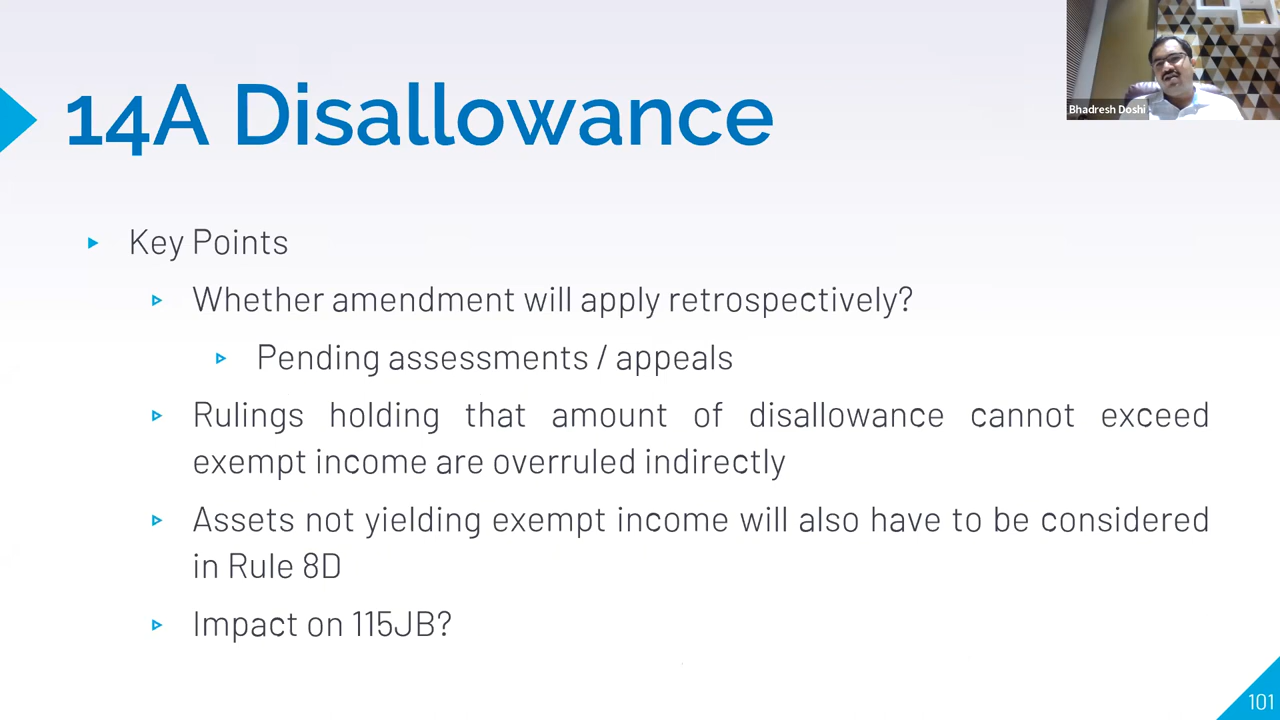 14A Disallowance
Bhadresh Doshi
Key Points
Whether amendment will apply retrospectively?
Pending assessments / appeals
Rulings holding that amount of disallowance cannot exceed
exempt income are overruled indirectly
Assets not yielding exempt income will also have to be considered
in Rule 8D
Impact on 115JB?
101